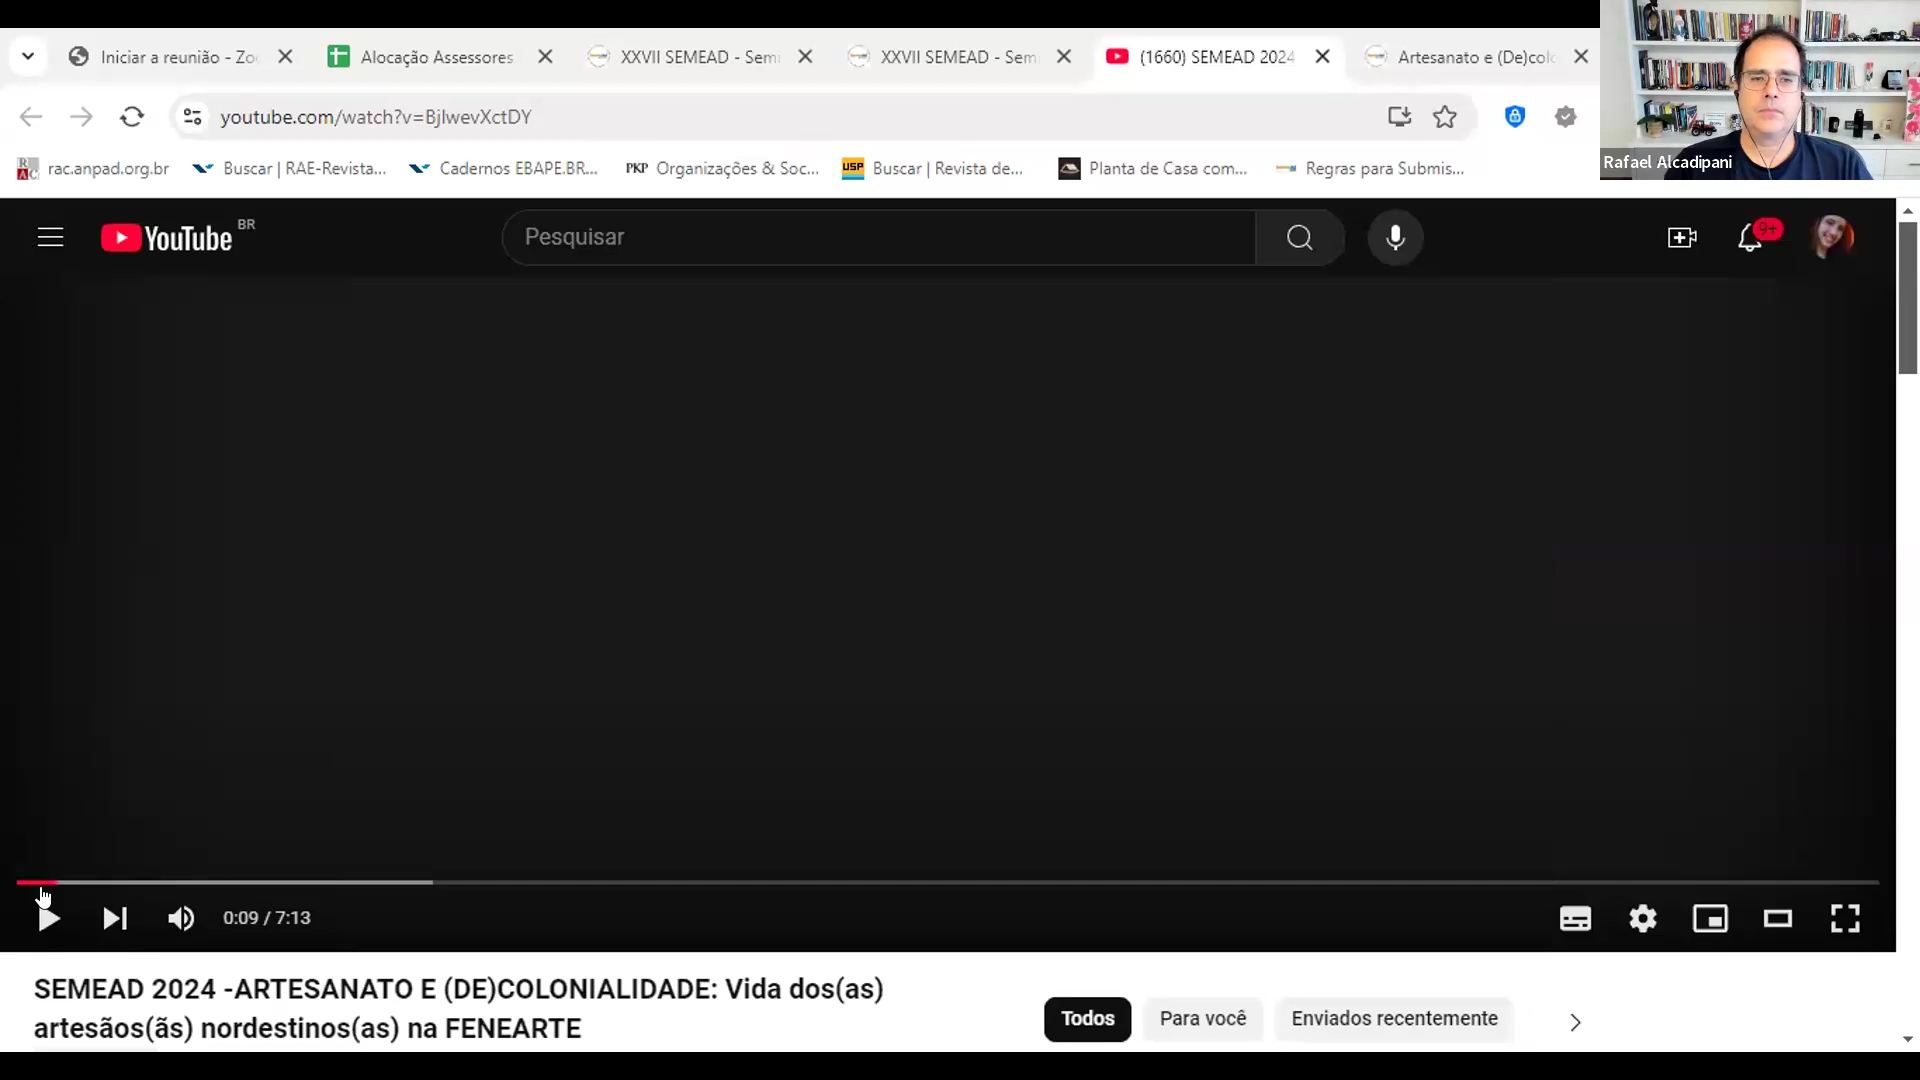 Iniciar a reunião - Zo
Alocação Assessores
XXVII SEMEAD - Sem
XXVII SEMEAD - Sem
(1660) SEMEAD 2024
Artesanato e (De)colo
youtube.com/watch?v=BjlwevXctDY
rac.anpad.org.br
Buscar | RAE-Revista...
Cadernos EBAPE.BR...
PKP Organizações & Soc...
USP Buscar | Revista de...
Planta de Casa com...
Regras para Submis...
Rafael Alcadipani
YouTube BR
Pesquisar
9+
0:09 / 7:13
SEMEAD 2024 -ARTESANATO E (DE)COLONIALIDADE: Vida dos(as)
artesãos(ãs) nordestinos(as) na FENEARTE
Todos
Para você
Enviados recentemente